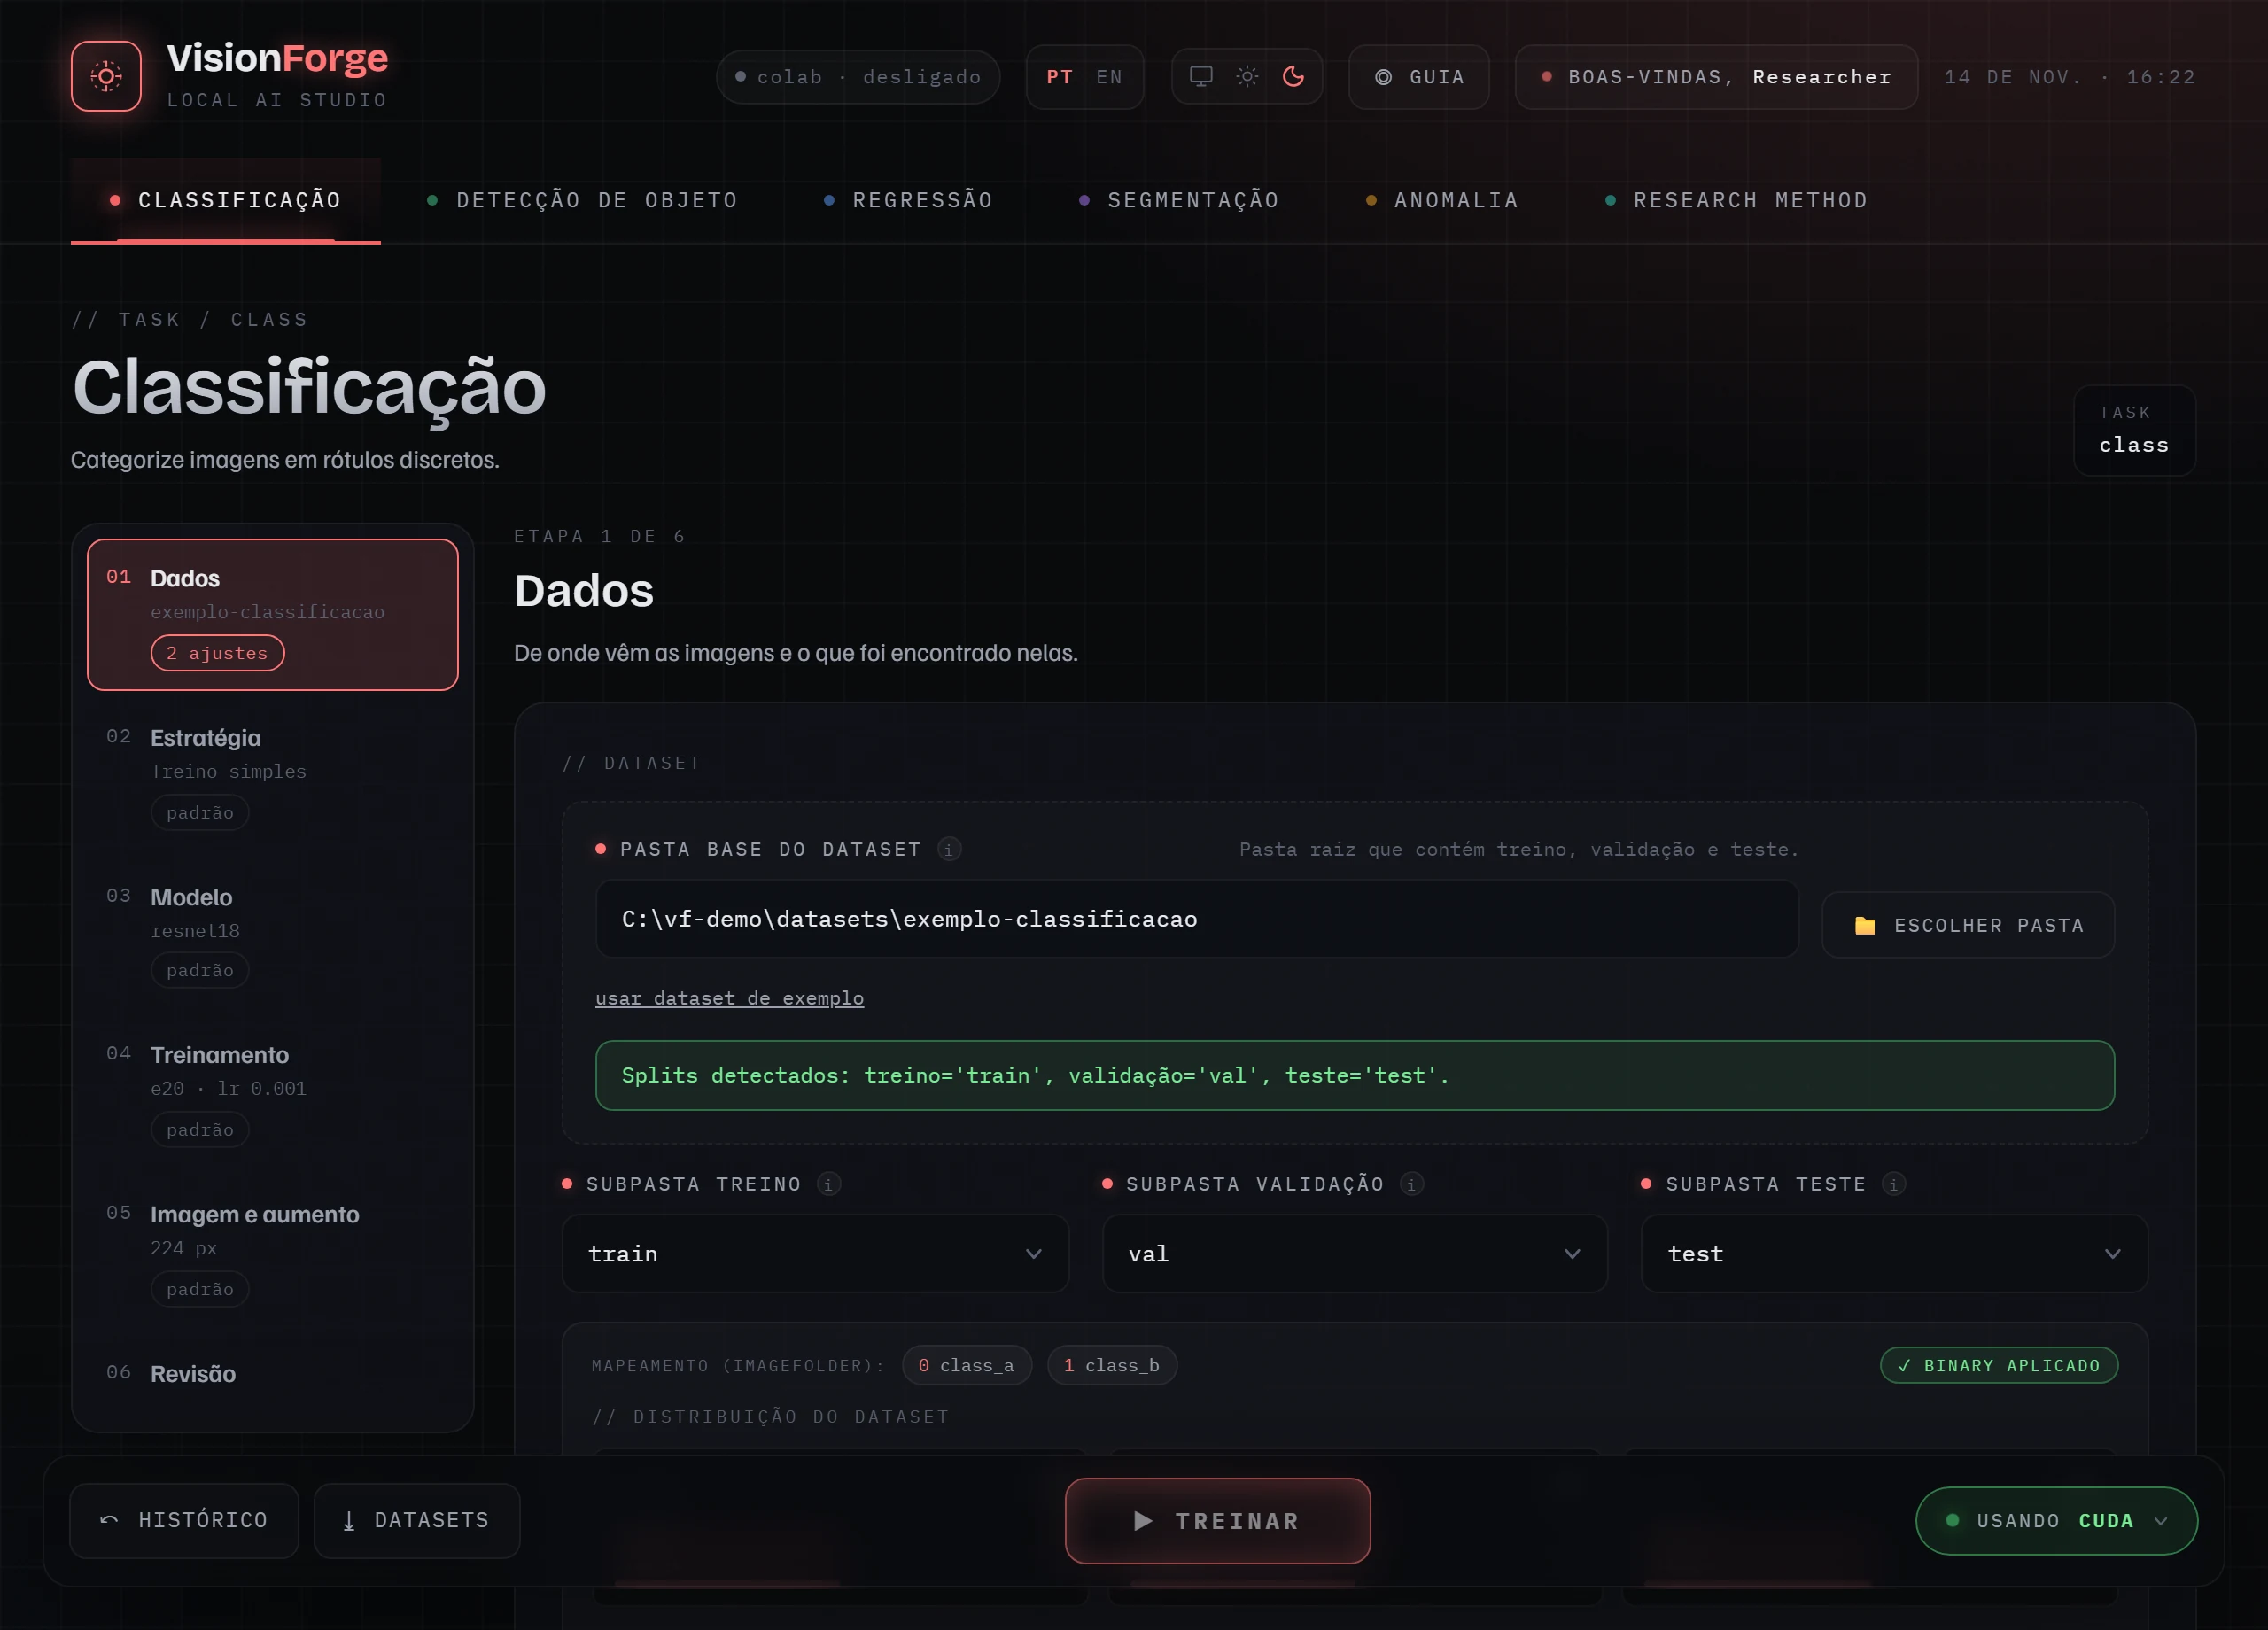 VisionForge
LOCAL AI STUDIO
colab · desligado
PT EN
GUIA
BOAS-VINDAS, Researcher
14 DE NOV. · 16:22
CLASSIFICAÇÃO
DETECÇÃO DE OBJETO
REGRESSÃO
SEGMENTAÇÃO
ANOMALIA
RESEARCH METHOD
// TASK / CLASS
Classificação
Categorize imagens em rótulos discretos.
TASK
class
01 Dados
exemplo-classificacao
2 ajustes
02 Estratégia
Treino simples
padrão
03 Modelo
resnet18
padrão
04 Treinamento
e20 · lr 0.001
padrão
05 Imagem e aumento
224 px
padrão
06 Revisão
ETAPA 1 DE 6
Dados
De onde vêm as imagens e o que foi encontrado nelas.
// DATASET
PASTA BASE DO DATASET i
Pasta raiz que contém treino, validação e teste.
C:\vf-demo\datasets\exemplo-classificacao
ESCOLHER PASTA
usar dataset de exemplo
Splits detectados: treino='train', validação='val', teste='test'.
SUBPASTA TREINO i
SUBPASTA VALIDAÇÃO i
SUBPASTA TESTE i
train
val
test
MAPEAMENTO (IMAGEFOLDER): 0 class_a 1 class_b
✓ BINARY APLICADO
// DISTRIBUIÇÃO DO DATASET
HISTÓRICO
DATASETS
TREINAR
USANDO CUDA